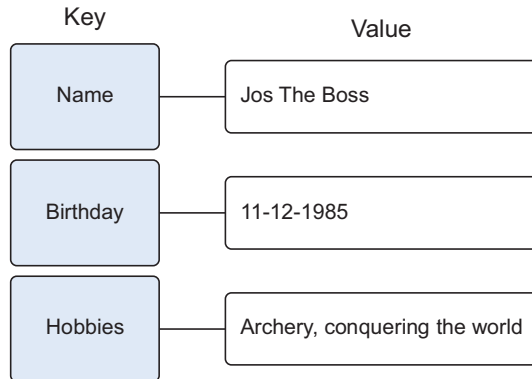 Key
Value
Name
Jos The Boss
Birthday
11-12-1985
Hobbies
Archery, conquering the world